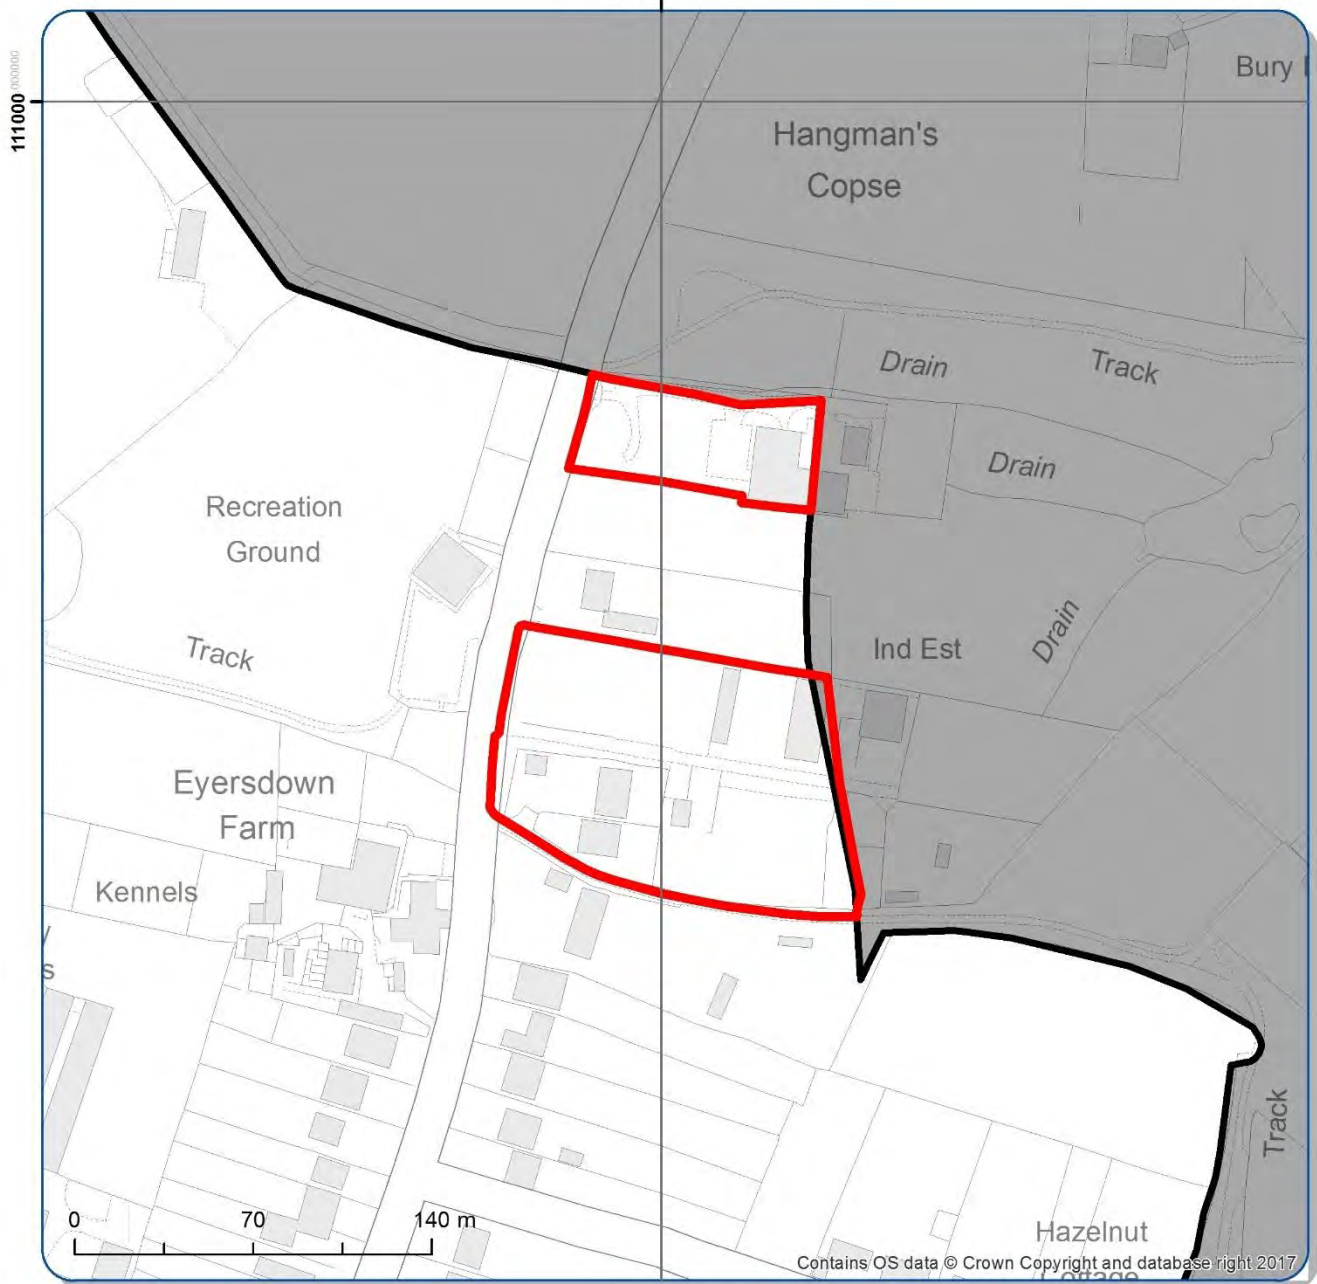 111000
000000
Bury
Hangman's
Copse
Drain
Track
Drain
Recreation
Ground
Drain
Ind Est
Track
Eyersdown
Farm
Kennels
s
Track
0 70 140 m
Hazelnut
Contains OS data © Crown Copyright and database right 2017